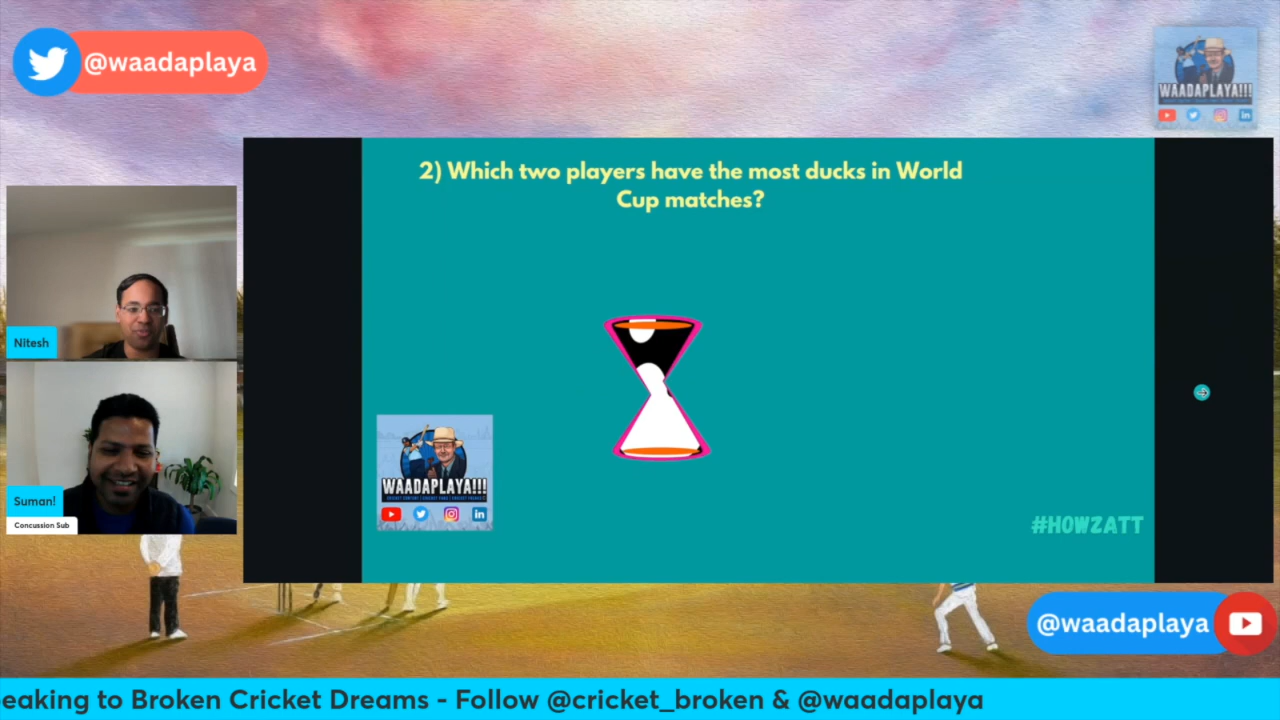 @waadaplaya
WAADAPLAYA!!!
2) Which two players have the most ducks in World
Cup matches?
Nitesh
Suman!
Concussion Sub
WAADAPLAYA!!!
#HOWZATT
@waadaplaya
eaking to Broken Cricket Dreams - Follow @cricket_broken & @waadaplaya